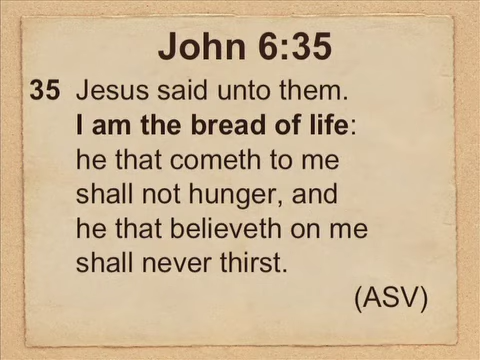 John 6:35
35 Jesus said unto them.
I am the bread of life:
he that cometh to me
shall not hunger, and
he that believeth on me
shall never thirst.
(ASV)